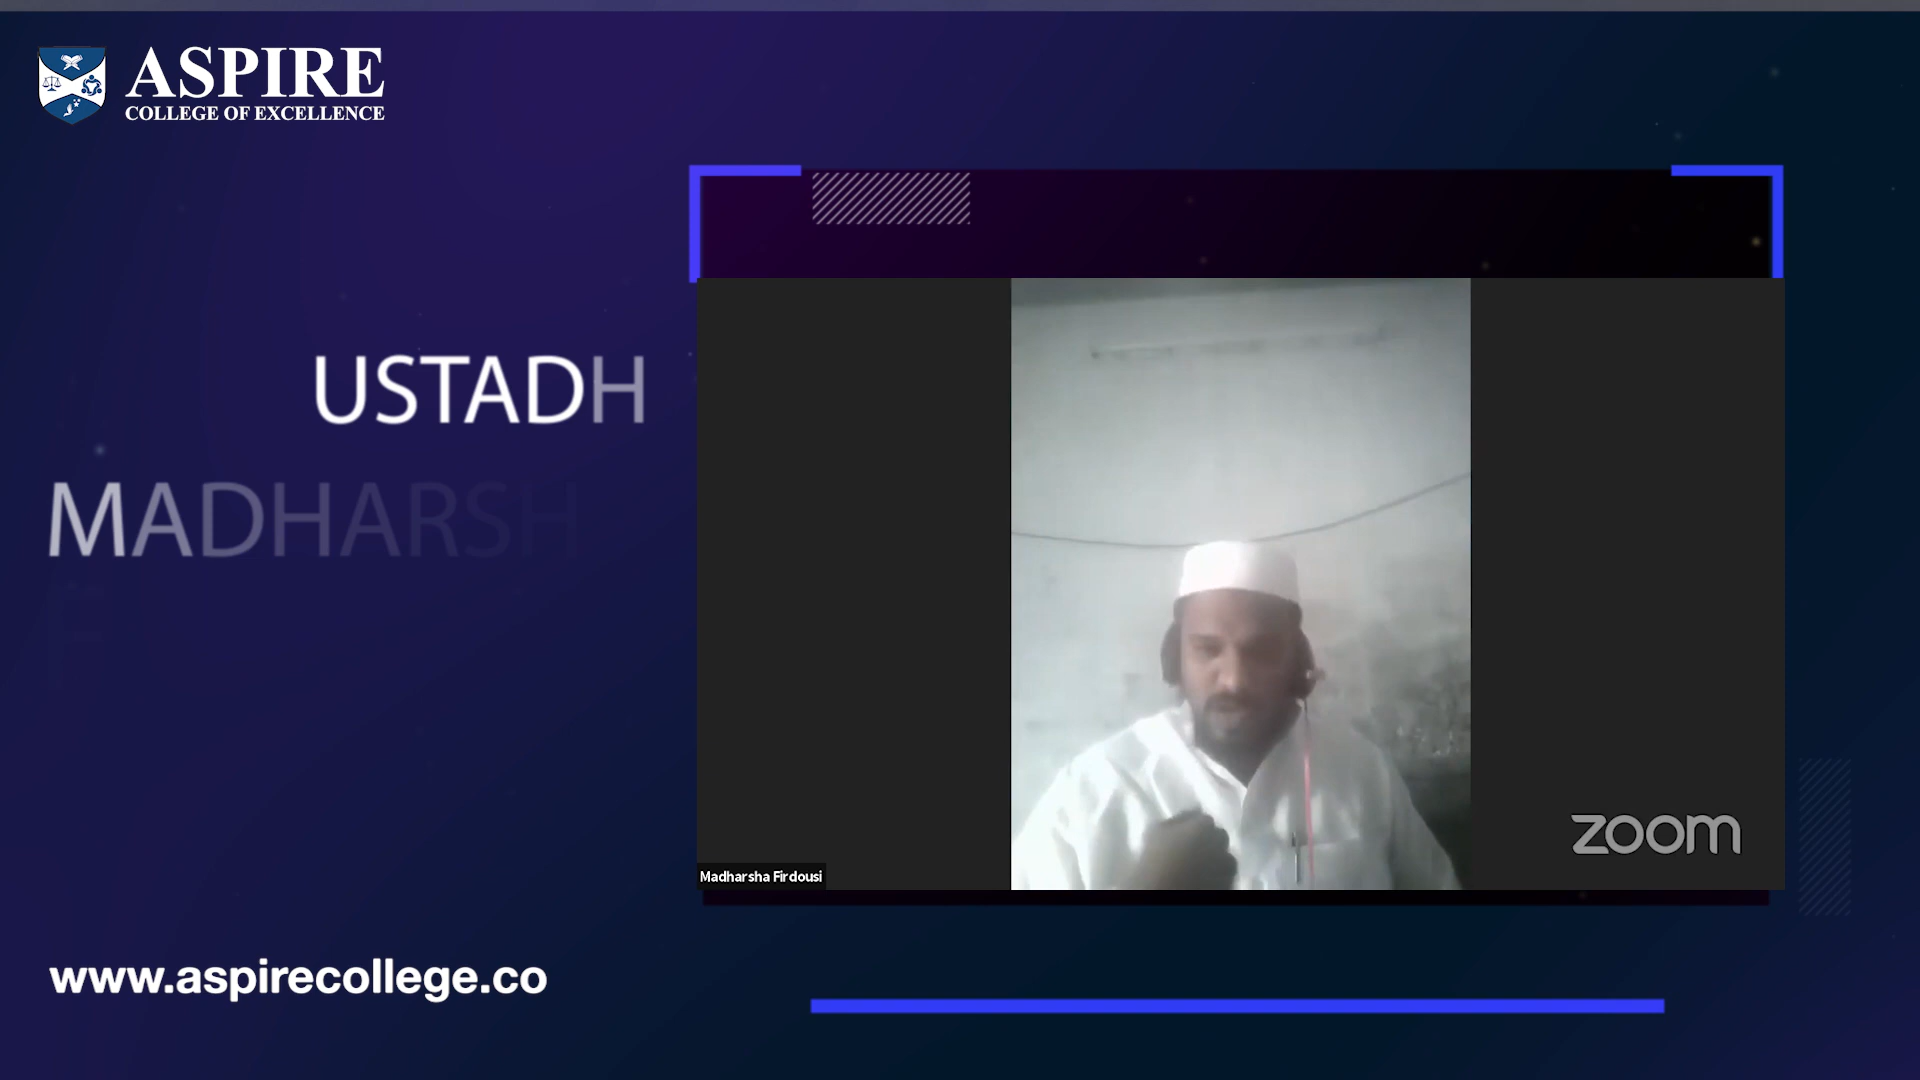 ASPIRE
COLLEGE OF EXCELLENCE
USTADH
MADHARSH
F
Madharsha Firdousi
zoom
www.aspirecollege.co